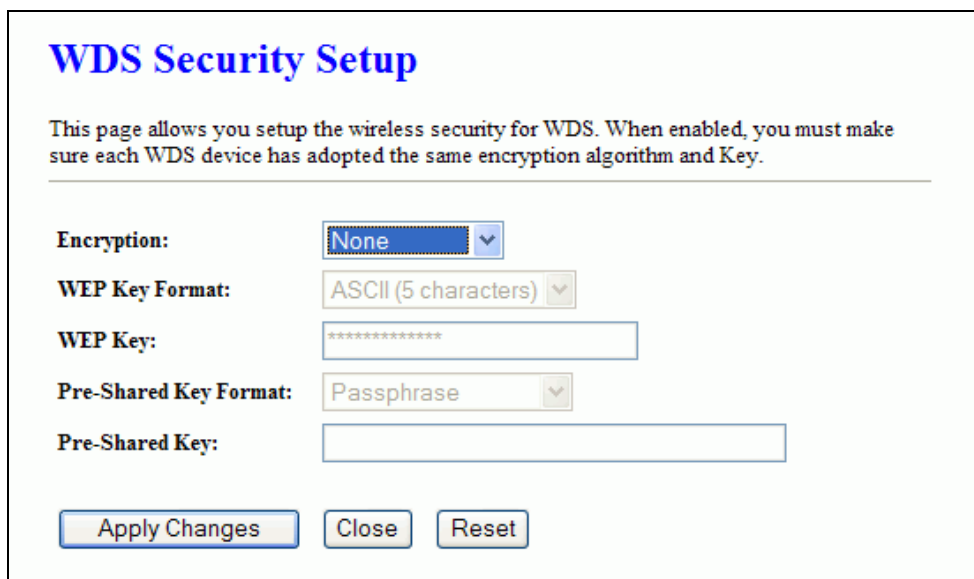 WDS Security Setup
This page allows you setup the wireless security for WDS. When enabled, you must make
sure each WDS device has adopted the same encryption algorithm and Key.
Encryption: None
WEP Key Format: ASCII (5 characters)
WEP Key: *************
Pre-Shared Key Format: Passphrase
Pre-Shared Key:
Apply Changes Close Reset